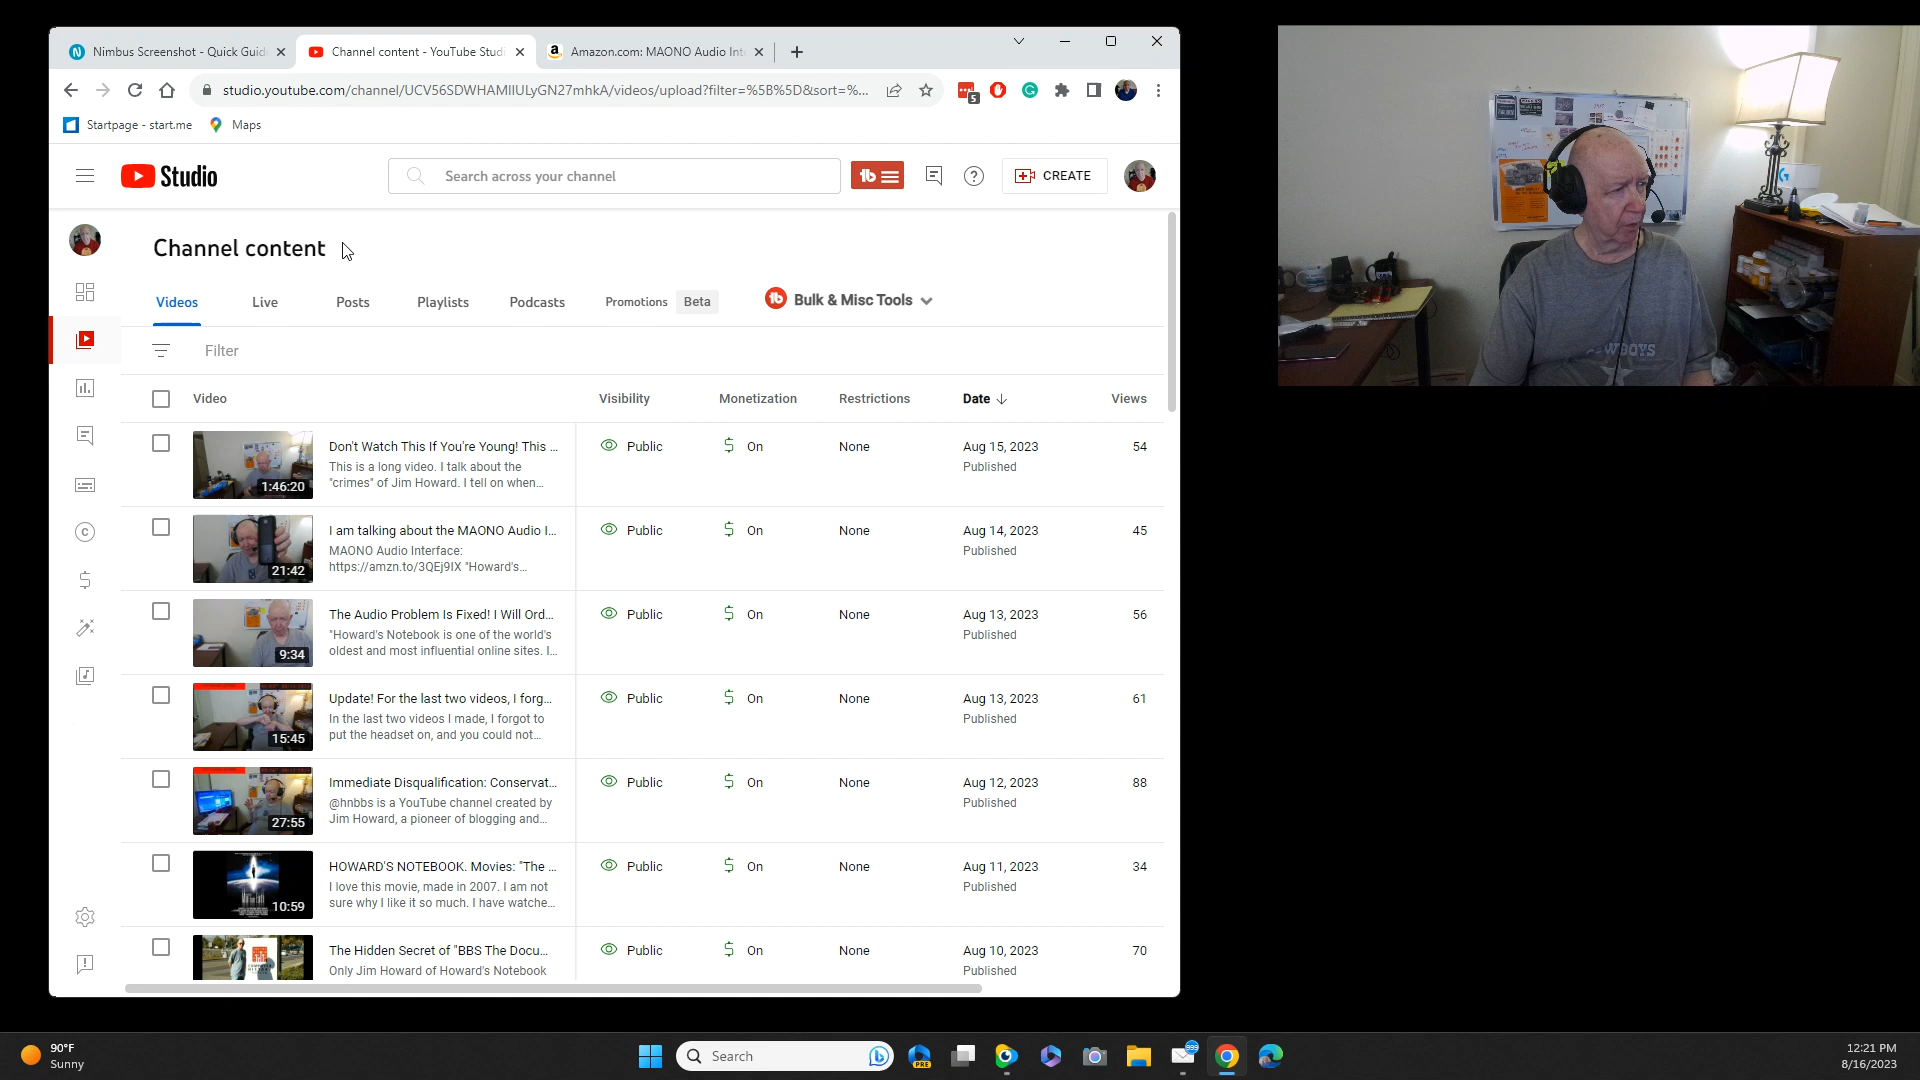 Nimbus Screenshot - Quick Guid
Channel content - YouTube Studi
Amazon.com: MAONO Audio Int
studio.youtube.com/channel/UCV56SDWHAMIIULyGN27mhkA/videos/upload?filter=%5B%5D&sort=%...
5
Startpage - start.me
Maps
Studio
Search across your channel
CREATE
Channel content
Videos
Live
Posts
Playlists
Podcasts
Promotions Beta
Bulk & Misc Tools
Filter
Video Visibility Monetization Restrictions Date Views
Don't Watch This If You're Young! This ...
This is a long video. I talk about the
"crimes" of Jim Howard. I tell on when...
1:46:20
Public On None Aug 15, 2023 54
Published
I am talking about the MAONO Audio I...
MAONO Audio Interface:
https://amzn.to/3QEj9IX "Howard's...
21:42
Public On None Aug 14, 2023 45
Published
The Audio Problem Is Fixed! I Will Ord...
"Howard's Notebook is one of the world's
oldest and most influential online sites. I...
9:34
Public On None Aug 13, 2023 56
Published
Update! For the last two videos, I forg...
In the last two videos I made, I forgot to
put the headset on, and you could not...
15:45
Public On None Aug 13, 2023 61
Published
Immediate Disqualification: Conservat...
@hnbbs is a YouTube channel created by
Jim Howard, a pioneer of blogging and...
27:55
Public On None Aug 12, 2023 88
Published
HOWARD'S NOTEBOOK. Movies: "The ...
I love this movie, made in 2007. I am not
sure why I like it so much. I have watche...
10:59
Public On None Aug 11, 2023 34
Published
The Hidden Secret of "BBS The Docu...
Only Jim Howard of Howard's Notebook
Public On None Aug 10, 2023 70
Published
90°F
Sunny
Search
PRE
999
12:21 PM
8/16/2023